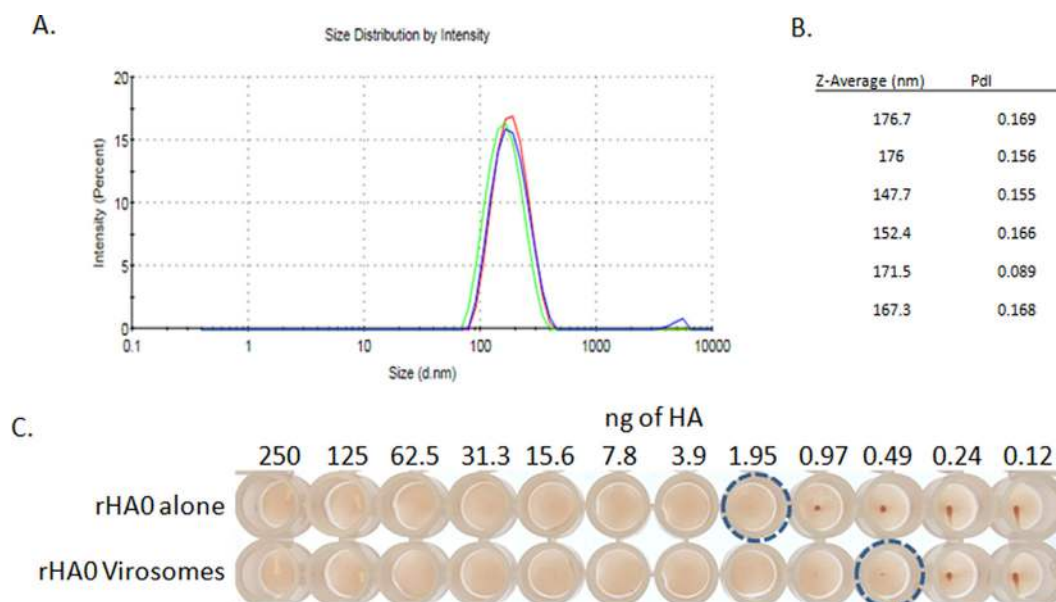 A.
Size Distribution by Intensity
20
15
10
5
0
Intensity (Percent)
0.1 1 10 100 1000 10000
Size (d.nm)
B.
Z-Average (nm) PdI
176.7 0.169
176 0.156
147.7 0.155
152.4 0.166
171.5 0.089
167.3 0.168
C.
ng of HA
250 125 62.5 31.3 15.6 7.8 3.9 1.95 0.97 0.49 0.24 0.12
rHA0 alone
rHA0 Virosomes